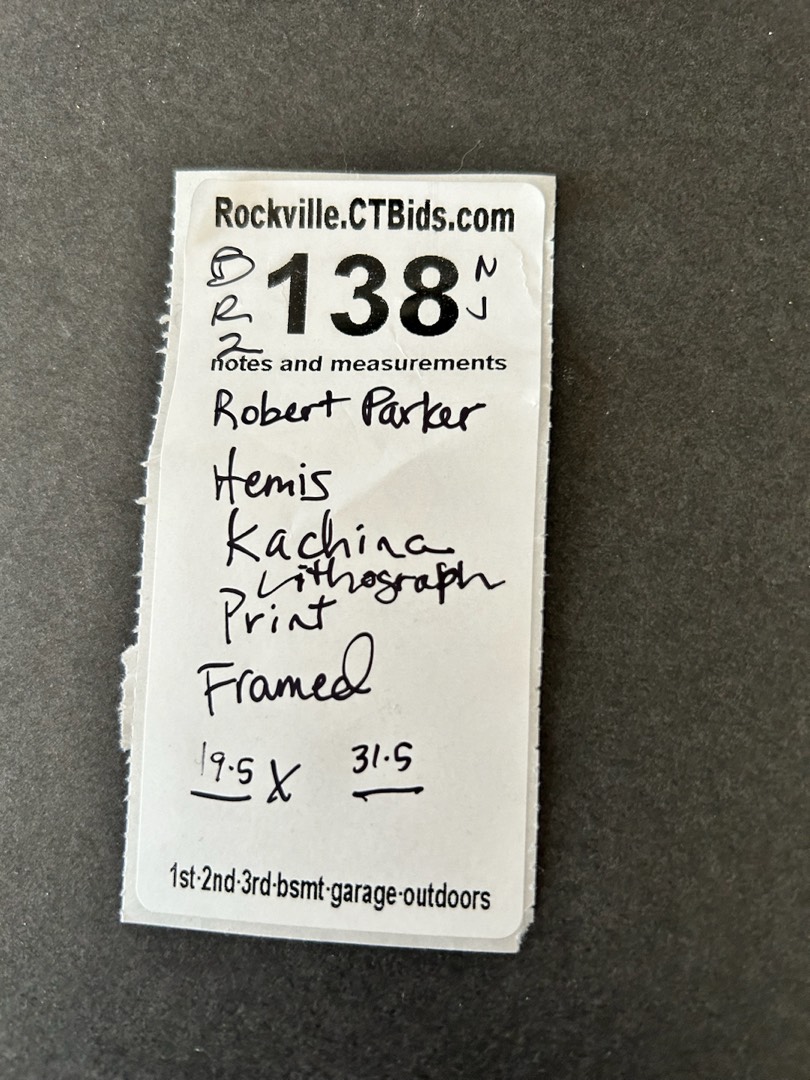 Rockville.CTBids.com
B R 2
138
N J
notes and measurements
Robert Parker
Hemis
Kachina
Lithograph
Print
Framed
19.5 X 31.5
1st·2nd·3rd·bsmt·garage·outdoors